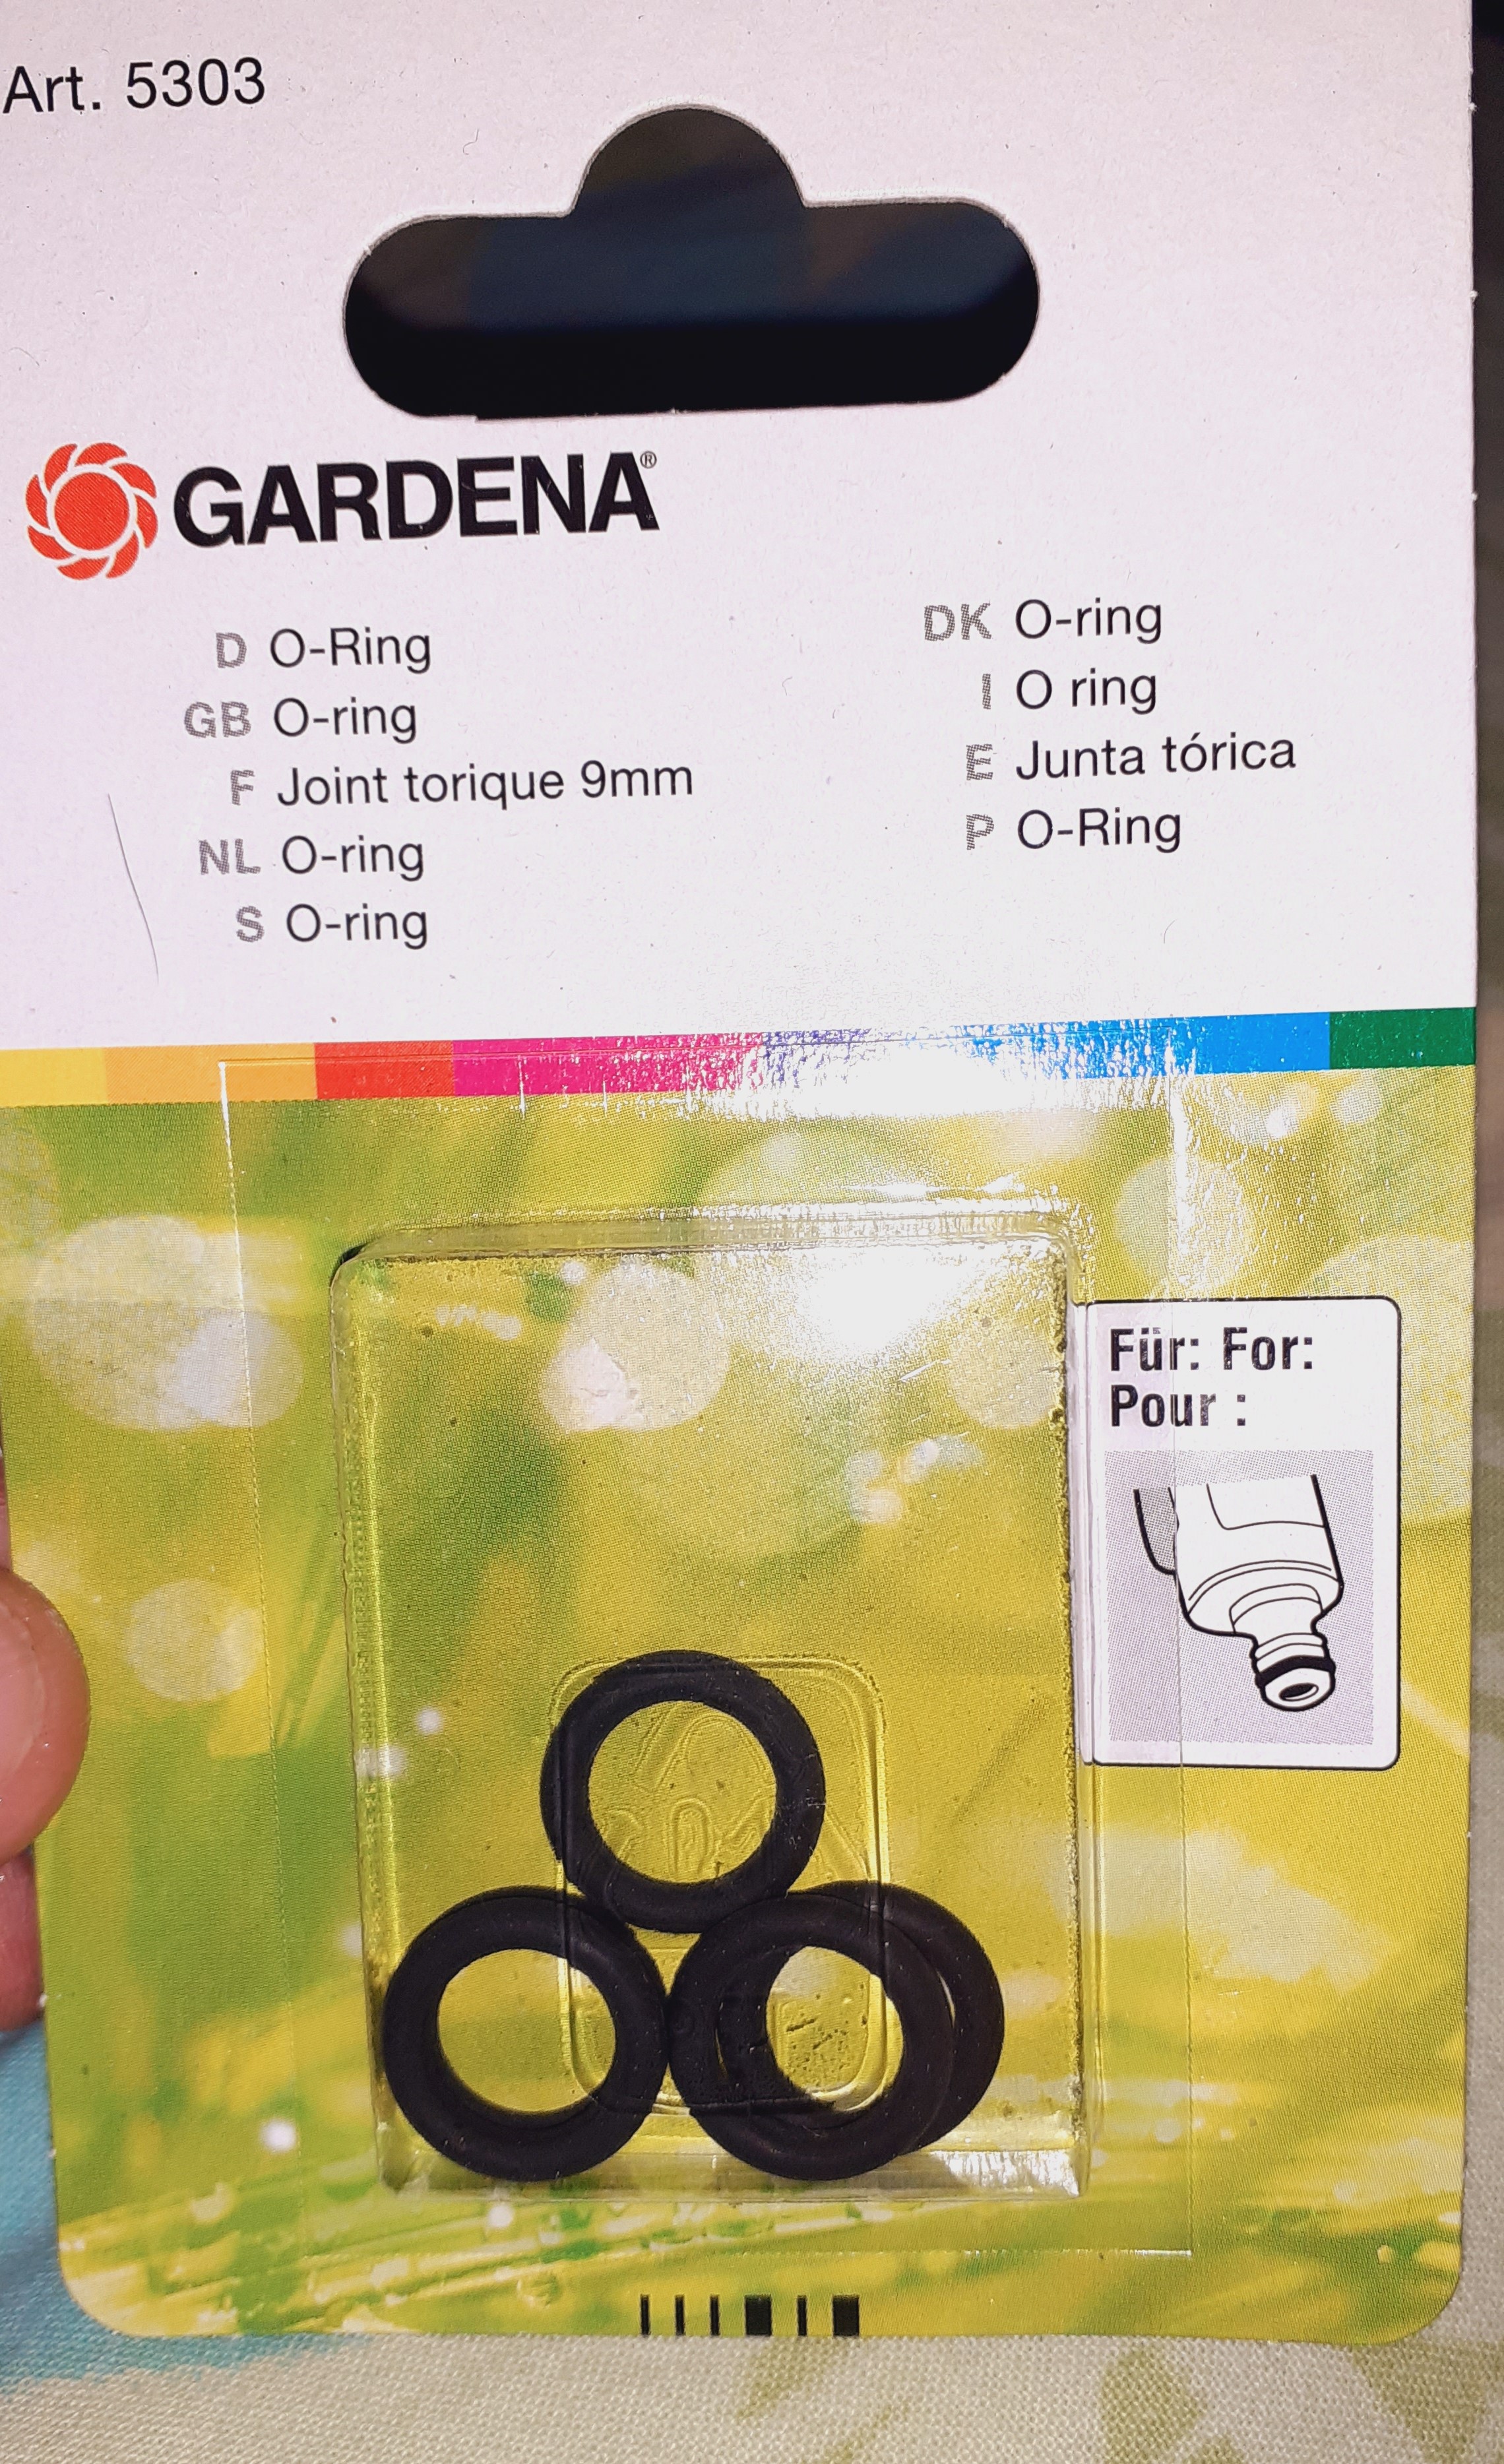 Art. 5303
GARDENA®
D O-Ring
GB O-ring
F Joint torique 9mm
NL O-ring
S O-ring
DK O-ring
I O ring
E Junta tórica
P O-Ring
Für: For:
Pour :